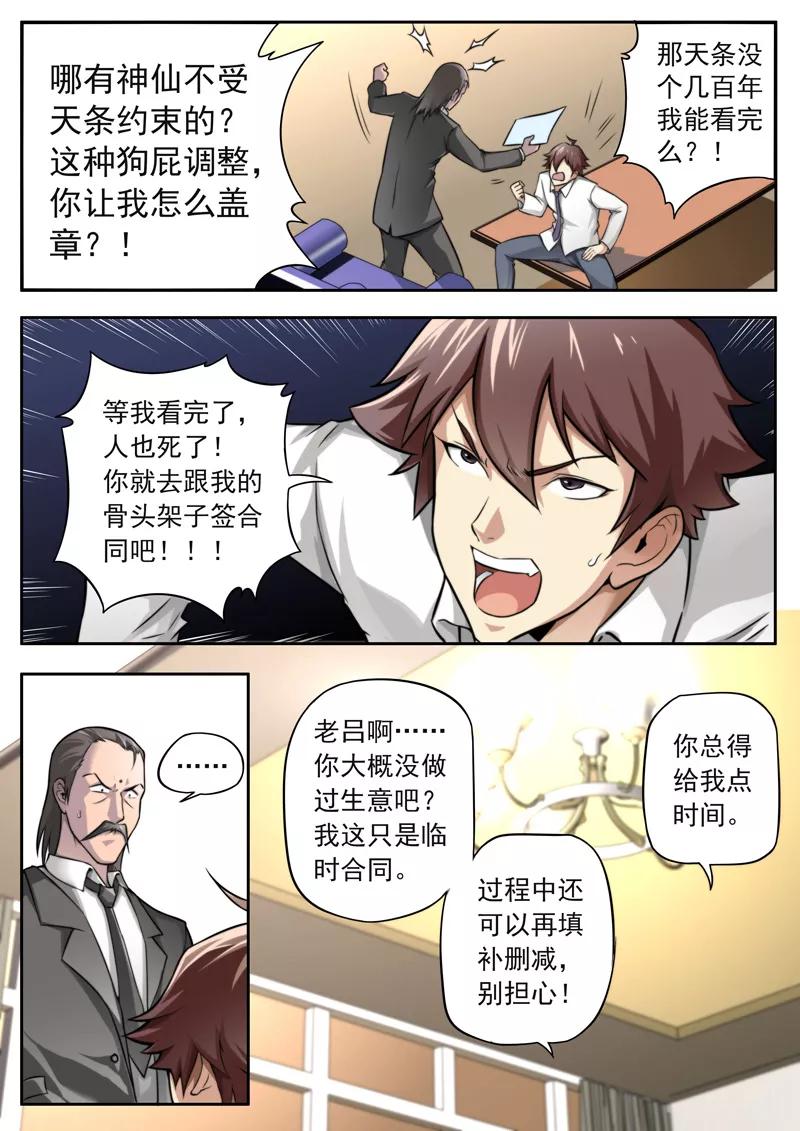 哪有神仙不受
天条约束的?
这种狗屁调整,
你让我怎么盖
章?!
那天条没
个几百年
我能看完
么?!
等我看完了,
人也死了!
你就去跟我的
骨头架子签合
同吧!!!
……
老吕啊……
你大概没做
过生意吧?
我这只是临
时合同。
过程中还
可以再填
补删减,
别担心!
你总得
给我点
时间。